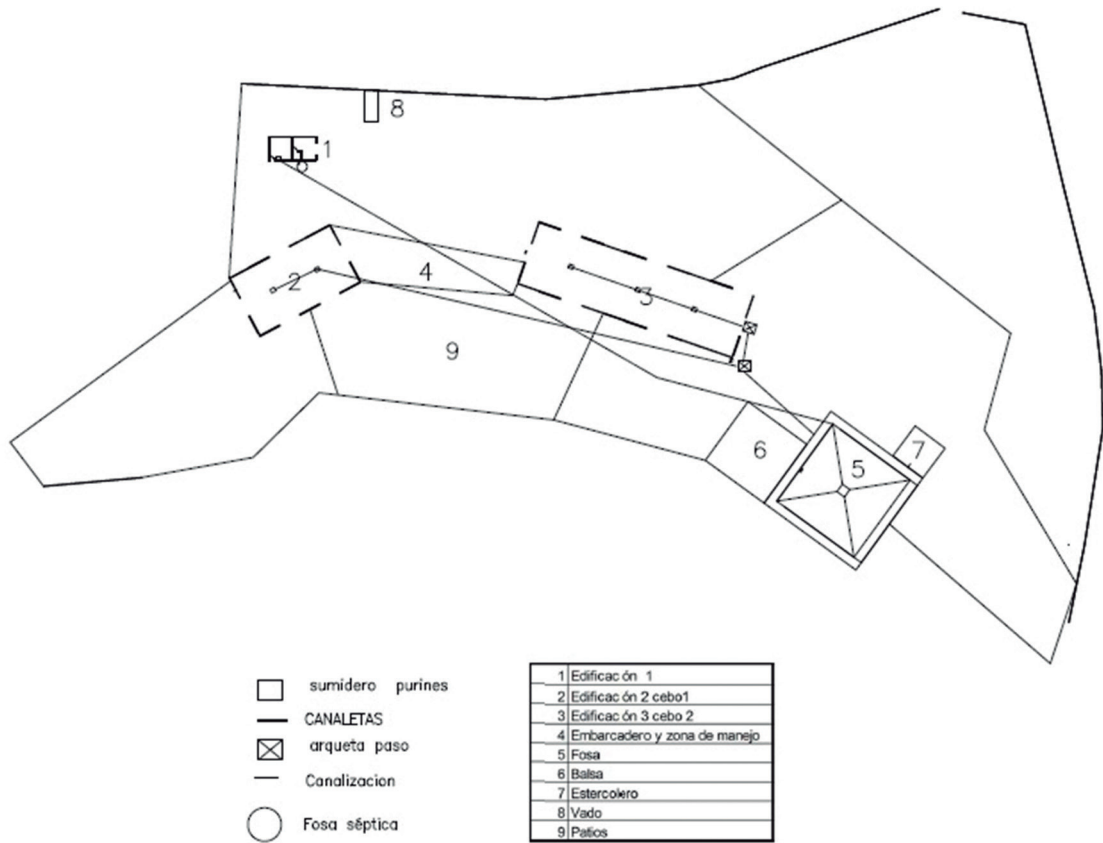 8
1
2
4
3
9
6
5
7
sumidero purines
CANALETAS
arqueta paso
Canalizacion
Fosa séptica
1 Edificac ón 1
2 Edificac ón 2 cebo1
3 Edificac ón 3 cebo 2
4 Embarcadero y zona de manejo
5 Fosa
6 Balsa
7 Estercolero
8 Vado
9 Patios